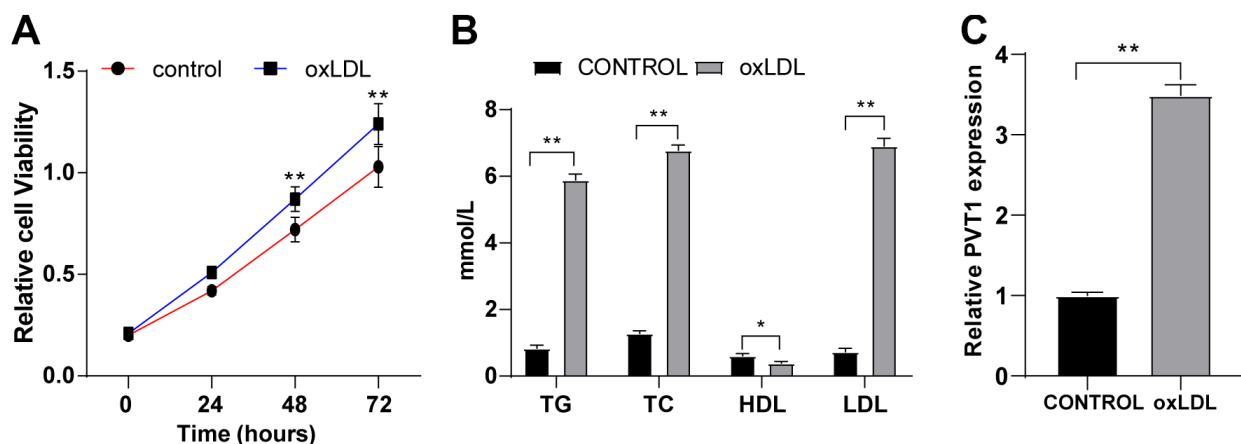 A
control
oxLDL
Relative cell Viability
1.5
1.0
0.5
0.0
**
**
0
24
48
72
Time (hours)
B
CONTROL
oxLDL
mmol/L
8
6
4
2
0
**
**
*
**
TG
TC
HDL
LDL
C
Relative PVT1 expression
4
3
2
1
0
**
CONTROL
oxLDL